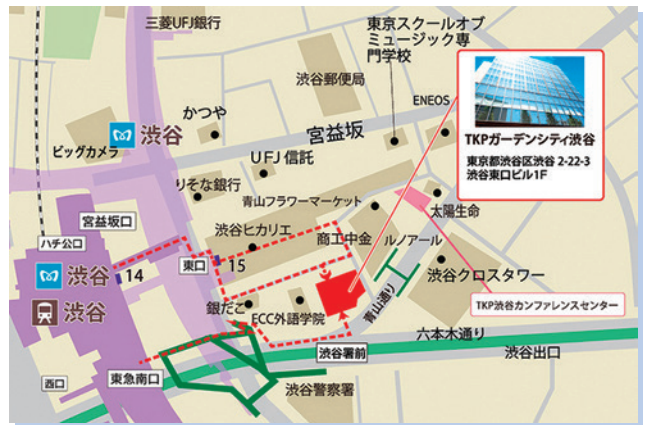 三菱UFJ銀行
東京スクールオブ
ミュージック専
門学校
渋谷郵便局
ENEOS
かつや
宮益坂
渋谷
ビッグカメラ
UFJ信託
TKPガーデンシティ渋谷
東京都渋谷区渋谷 2-22-3
渋谷東口ビル1F
りそな銀行
青山フラワーマーケット
太陽生命
宮益坂口
渋谷ヒカリエ
商工中金
ルノアール
ハチ公口
渋谷
14
東口
15
渋谷クロスタワー
渋谷
銀だこ
ECC外語学院
青山通り
TKP渋谷カンファレンスセンター
六本木通り
渋谷署前
渋谷出口
西口
東急南口
渋谷警察署